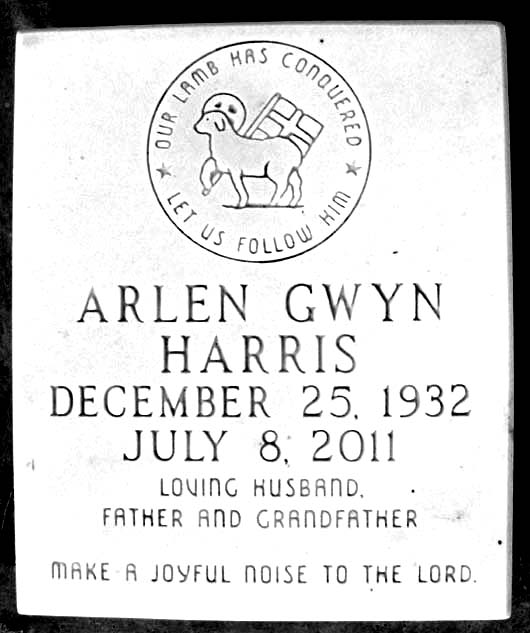 OUR LAMB HAS CONQUERED
LET US FOLLOW HIM
ARLEN GWYN
HARRIS
DECEMBER 25, 1932
JULY 8, 2011
LOVING HUSBAND,
FATHER AND GRANDFATHER
MAKE A JOYFUL NOISE TO THE LORD.